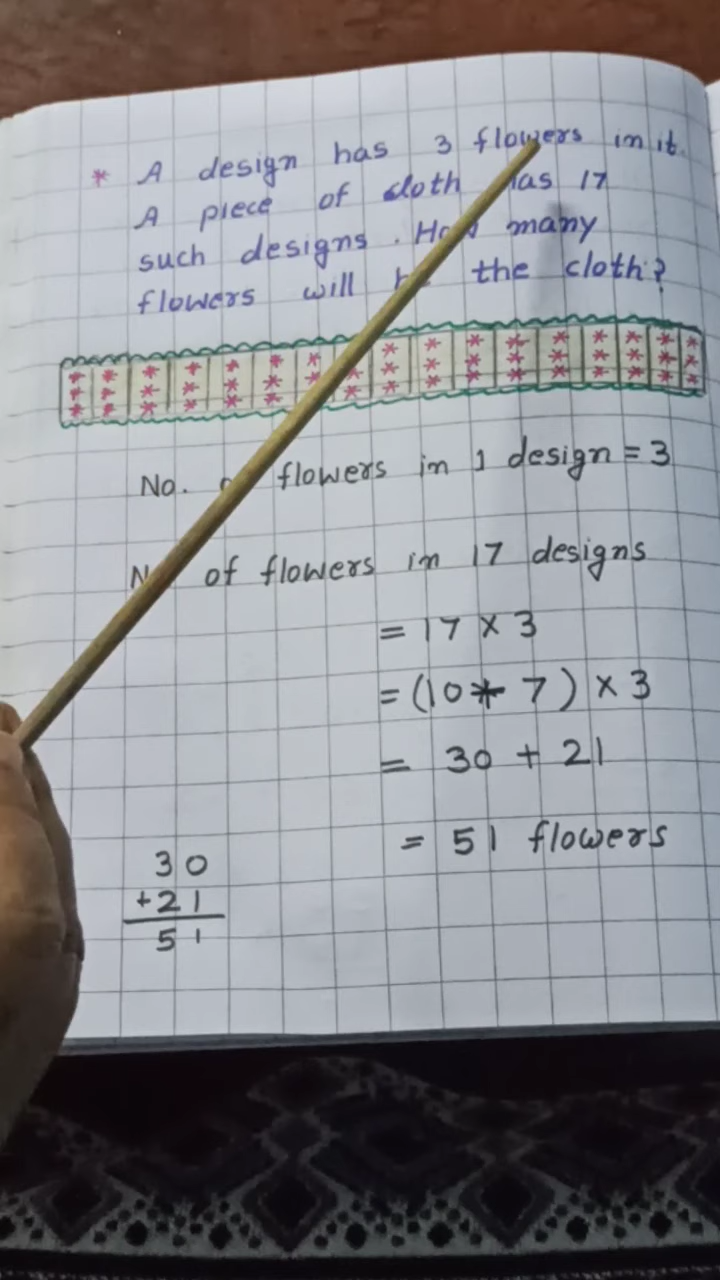 * A design has 3 flowers in it.
A piece of cloth has 17
such designs. How many
flowers will the cloth?
No. flowers in 1 design = 3
of flowers in 17 designs
= 17 × 3
= (10 + 7) × 3
= 30 + 21
= 51 flowers
30
+21
51